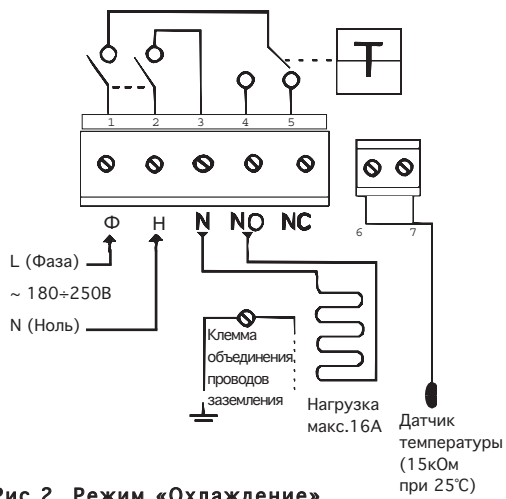 T
1 2 3 4 5
Ф Н N NO NC
6 7
L (Фаза)
~ 180÷250В
N (Ноль)
Клемма
объединения
проводов
заземления
Нагрузка
макс.16А
Датчик
температуры
(15кОм
при 25℃)
Рис.2. Режим «Охлаждение»